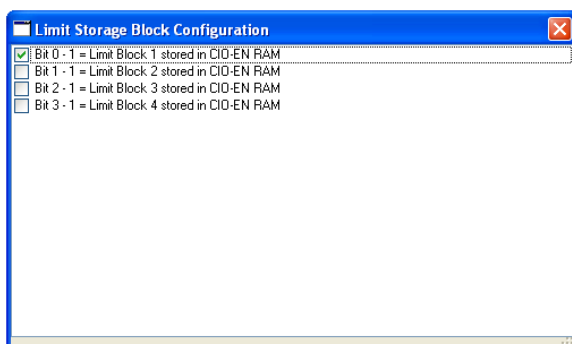 Limit Storage Block Configuration
Bit 0 - 1 = Limit Block 1 stored in CIO-EN RAM
Bit 1 - 1 = Limit Block 2 stored in CIO-EN RAM
Bit 2 - 1 = Limit Block 3 stored in CIO-EN RAM
Bit 3 - 1 = Limit Block 4 stored in CIO-EN RAM